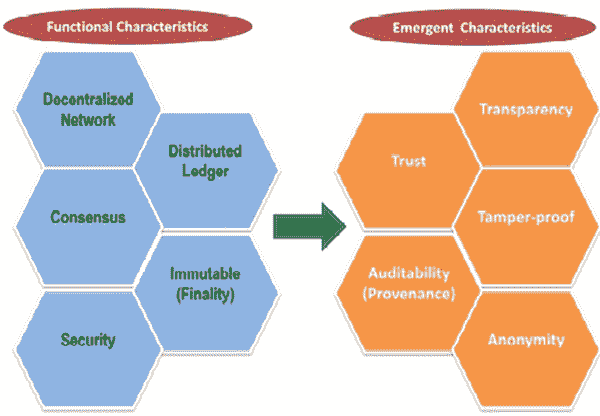 Functional Characteristics
Emergent Characteristics
Decentralized
Network
Distributed
Ledger
Consensus
Immutable
(Finality)
Security
Transparency
Trust
Tamper-proof
Auditability
(Provenance)
Anonymity